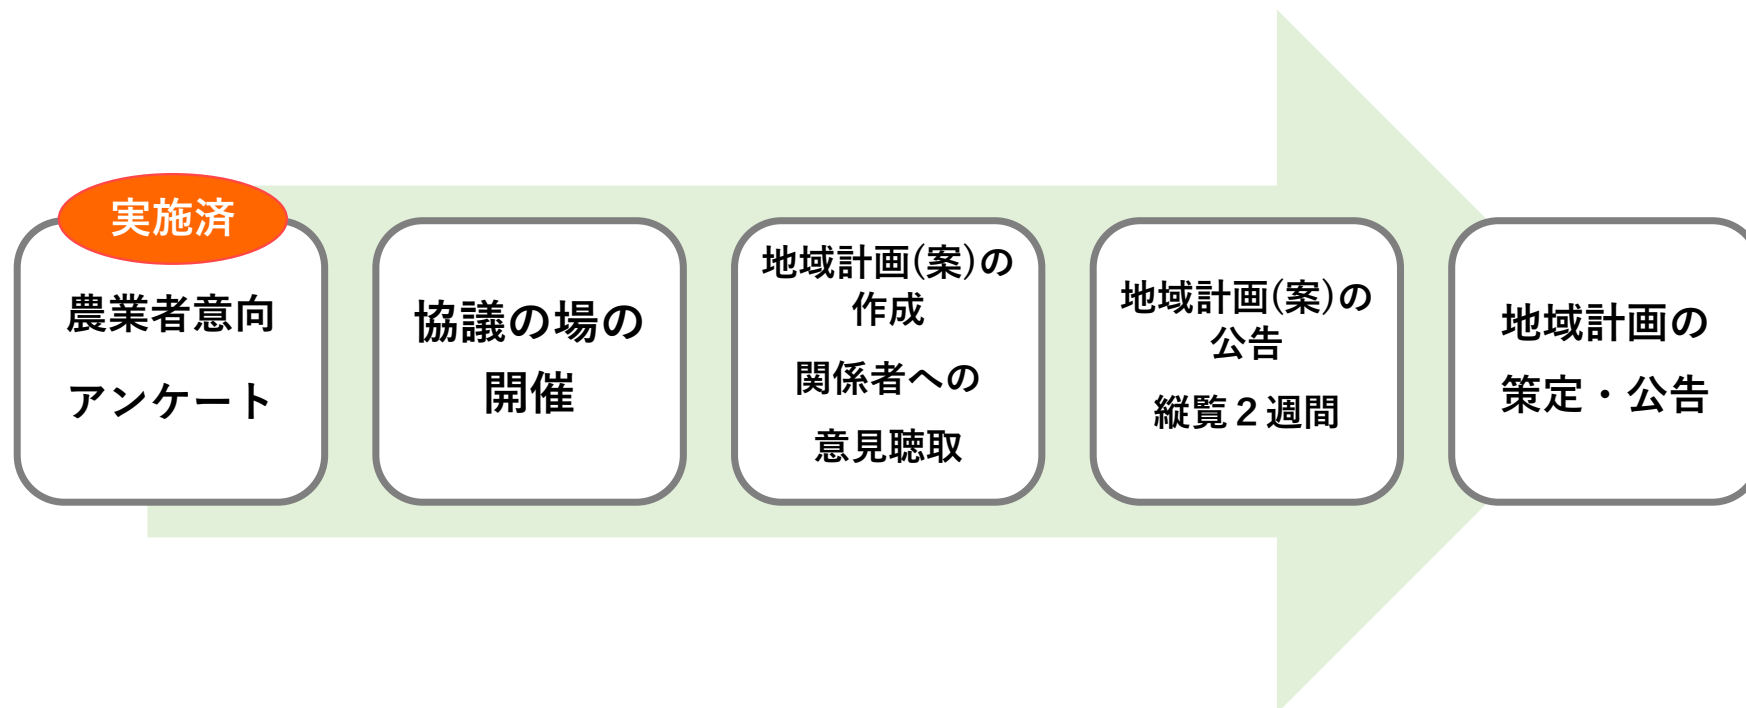 実施済
農業者意向
アンケート
協議の場の
開催
地域計画(案)の
作成
関係者への
意見聴取
地域計画(案)の
公告
縦覧２週間
地域計画の
策定・公告